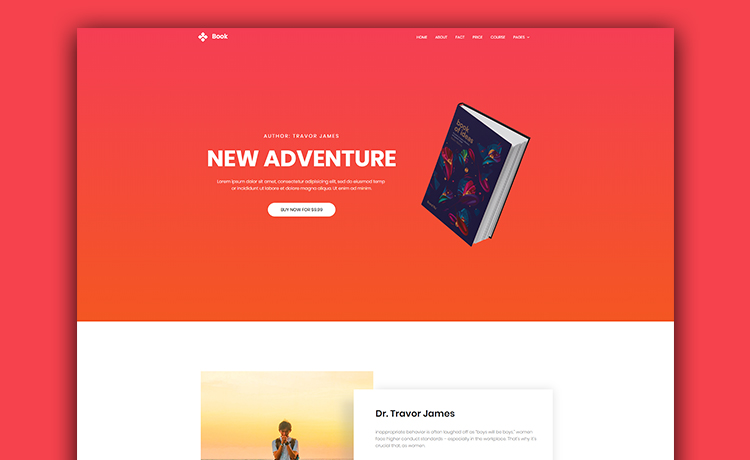 Book
HOME ABOUT FACT PRICE COURSE PAGES
AUTHOR: TRAVOR JAMES
NEW ADVENTURE
Lorem ipsum dolor sit amet, consectetur adipisicing elit, sed do eiusmod temp
or incididunt ut labore et dolore magna aliqua. Ut enim ad minim.
BUY NOW FOR $9.99
book
of ideas
Dr. Travor James
inappropriate behavior is often laughed off as "boys will be boys," women
face higher conduct standards – especially in the workplace. That's why it's
crucial that, as women.